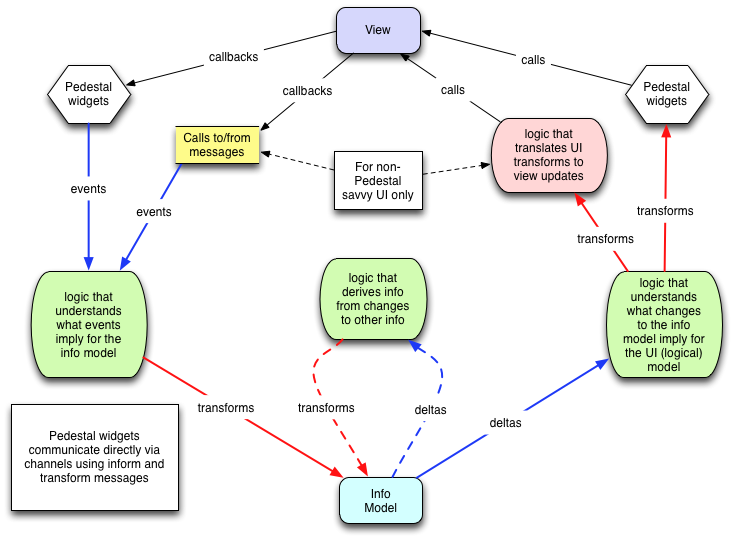 View
callbacks
calls
Pedestal
widgets
callbacks
calls
Pedestal
widgets
Calls to/from
messages
logic that
translates UI
transforms to
view updates
For non-
Pedestal
savvy UI only
events
events
transforms
transforms
logic that
understands
what events
imply for the
info model
logic that
derives info
from changes
to other info
logic that
understands
what changes
to the info
model imply for
the UI (logical)
model
transforms
transforms
deltas
deltas
Pedestal widgets
communicate directly via
channels using inform and
transform messages
Info
Model